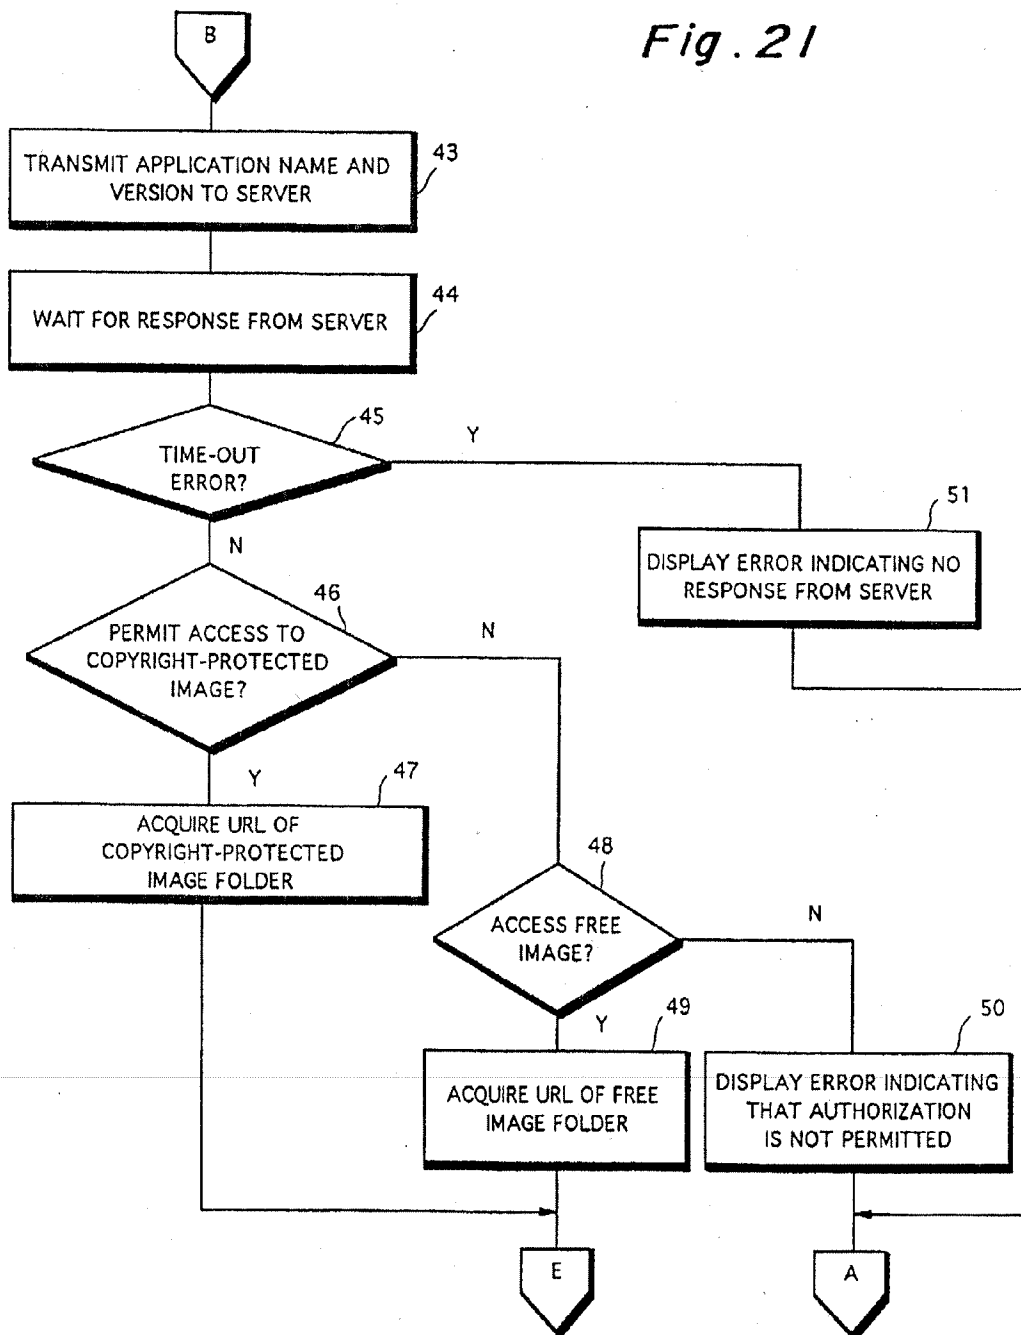 Fig. 21
B
TRANSMIT APPLICATION NAME AND
VERSION TO SERVER
43
WAIT FOR RESPONSE FROM SERVER
44
TIME-OUT
ERROR?
45
Y
N
51
DISPLAY ERROR INDICATING NO
RESPONSE FROM SERVER
PERMIT ACCESS TO
COPYRIGHT-PROTECTED
IMAGE?
46
N
Y
47
ACQUIRE URL OF
COPYRIGHT-PROTECTED
IMAGE FOLDER
48
ACCESS FREE
IMAGE?
N
Y
49
ACQUIRE URL OF FREE
IMAGE FOLDER
50
DISPLAY ERROR INDICATING
THAT AUTHORIZATION
IS NOT PERMITTED
E
A